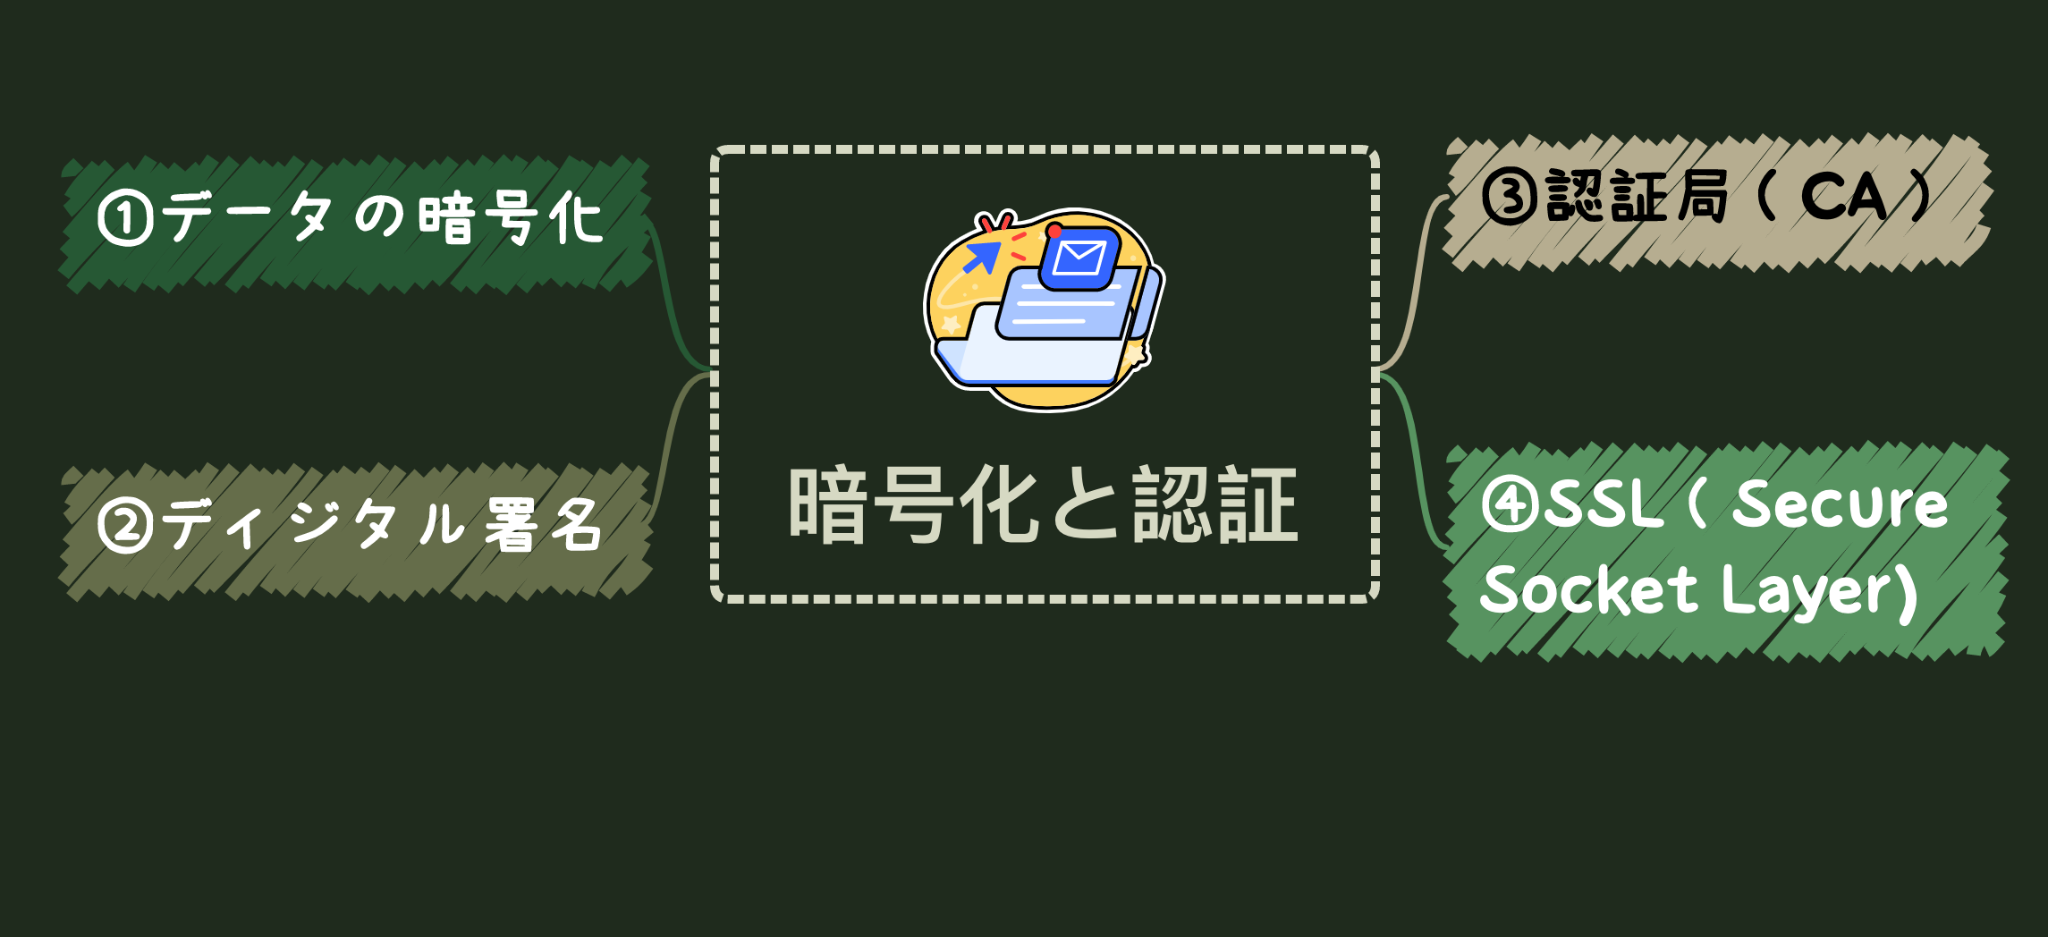 ①データの暗号化
②ディジタル署名
暗号化と認証
③認証局（CA）
④SSL（Secure
Socket Layer)